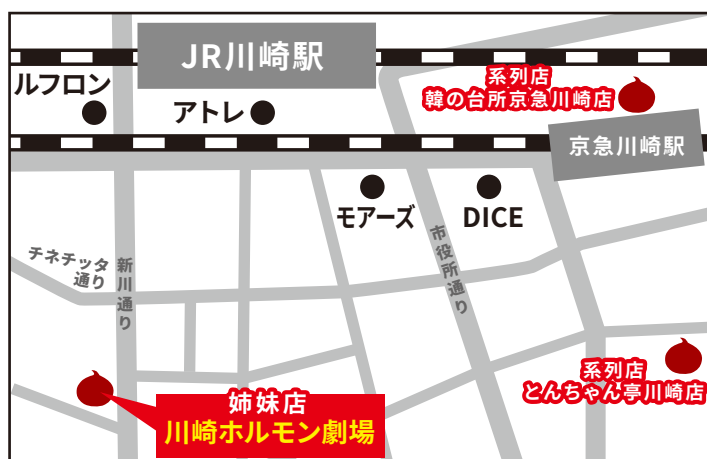 JR川崎駅
ルフロン
アトレ
系列店
韓の台所京急川崎店
京急川崎駅
モアーズ
DICE
チネチッタ
通り
新川通り
市役所通り
系列店
とんちゃん亭川崎店
姉妹店
川崎ホルモン劇場